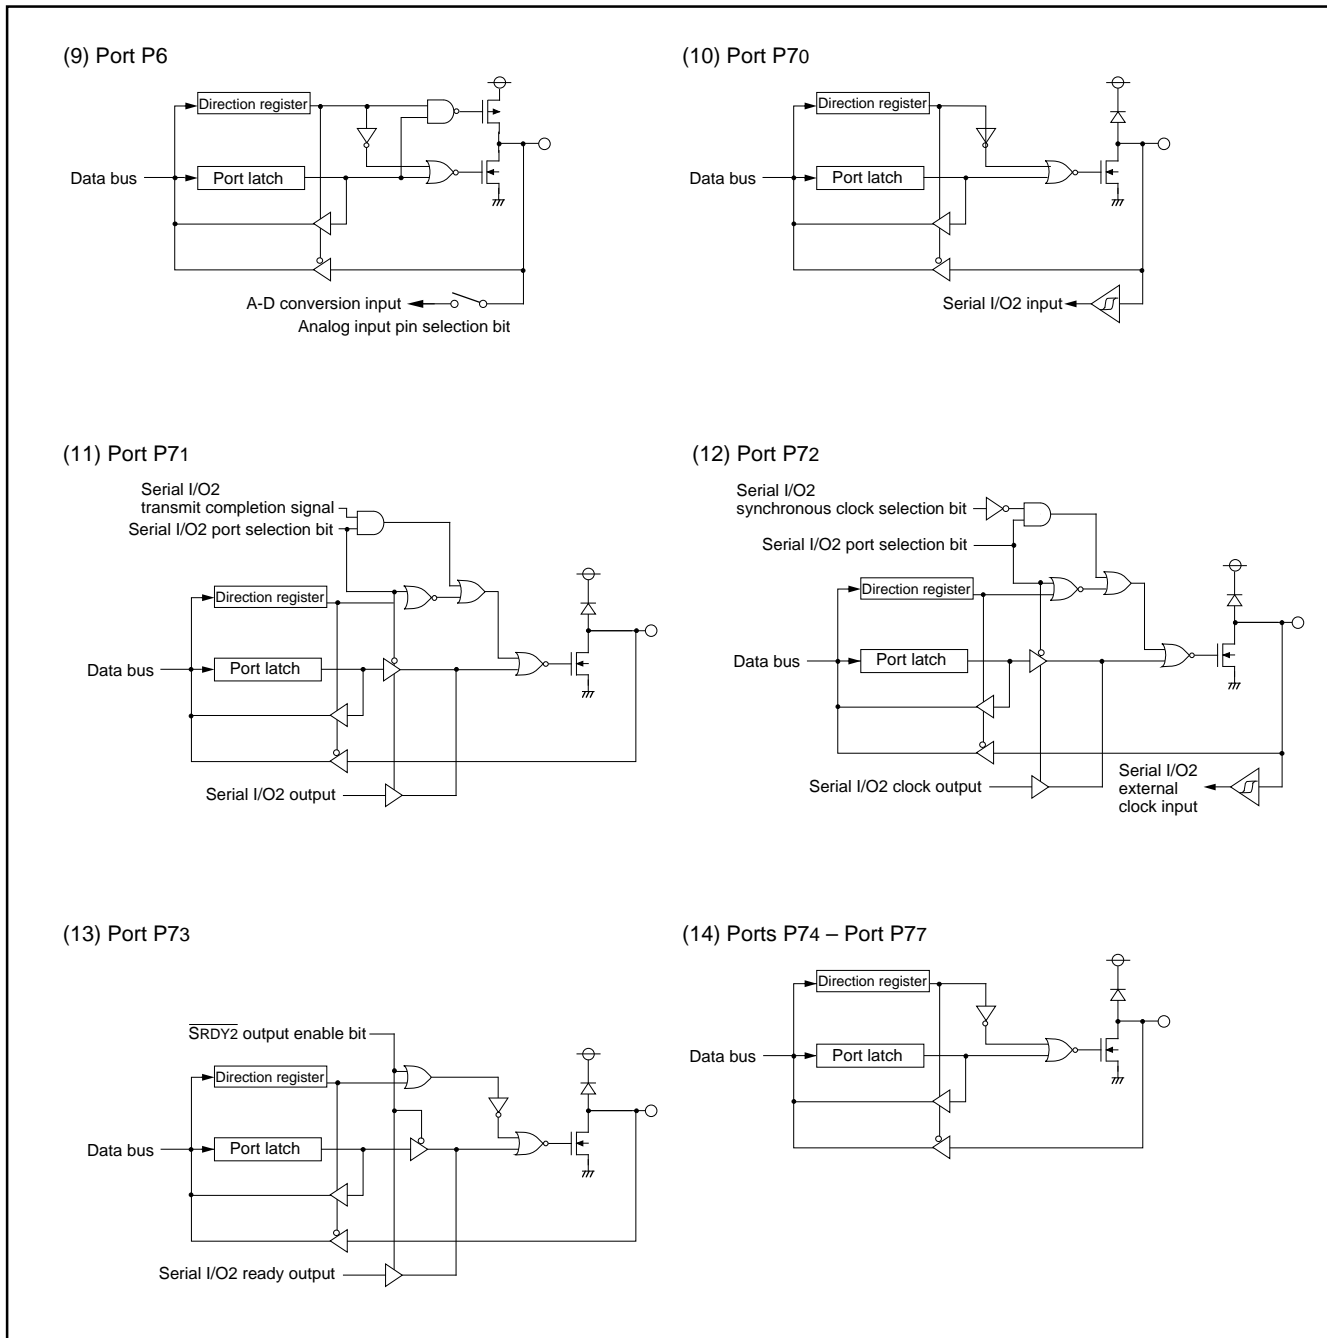 (9) Port P6
Direction register
Data bus
Port latch
A-D conversion input
Analog input pin selection bit
(10) Port P70
Direction register
Data bus
Port latch
Serial I/O2 input
(11) Port P71
Serial I/O2
transmit completion signal
Serial I/O2 port selection bit
Direction register
Data bus
Port latch
Serial I/O2 output
(12) Port P72
Serial I/O2
synchronous clock selection bit
Serial I/O2 port selection bit
Direction register
Data bus
Port latch
Serial I/O2 clock output
Serial I/O2
external
clock input
(13) Port P73
SRDY2 output enable bit
Direction register
Data bus
Port latch
Serial I/O2 ready output
(14) Ports P74 – Port P77
Direction register
Data bus
Port latch